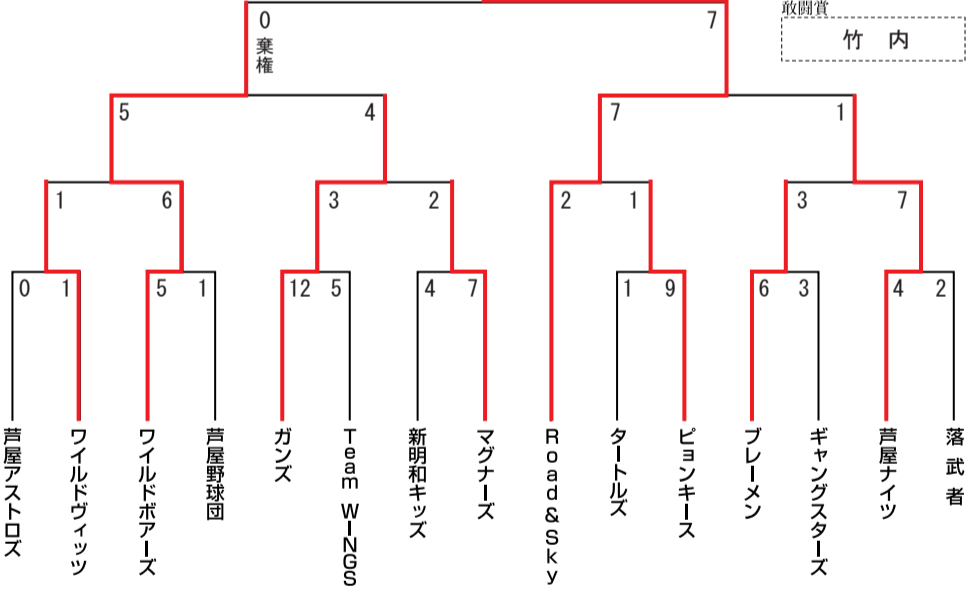 敢闘賞
竹 内
0 7
棄権
5 4 7 1
1 6 3 2 2 1 3 7
0 1 5 1 12 5 4 7 1 9 6 3 4 2
芦屋アストロズ
ワイルドヴィッツ
ワイルドボアーズ
芦屋野球団
ガンズ
Team WINGS
新明和キッズ
マグナーズ
Road&Sky
タートルズ
ピョンキース
ブレーメン
ギャングスターズ
芦屋ナイツ
落武者